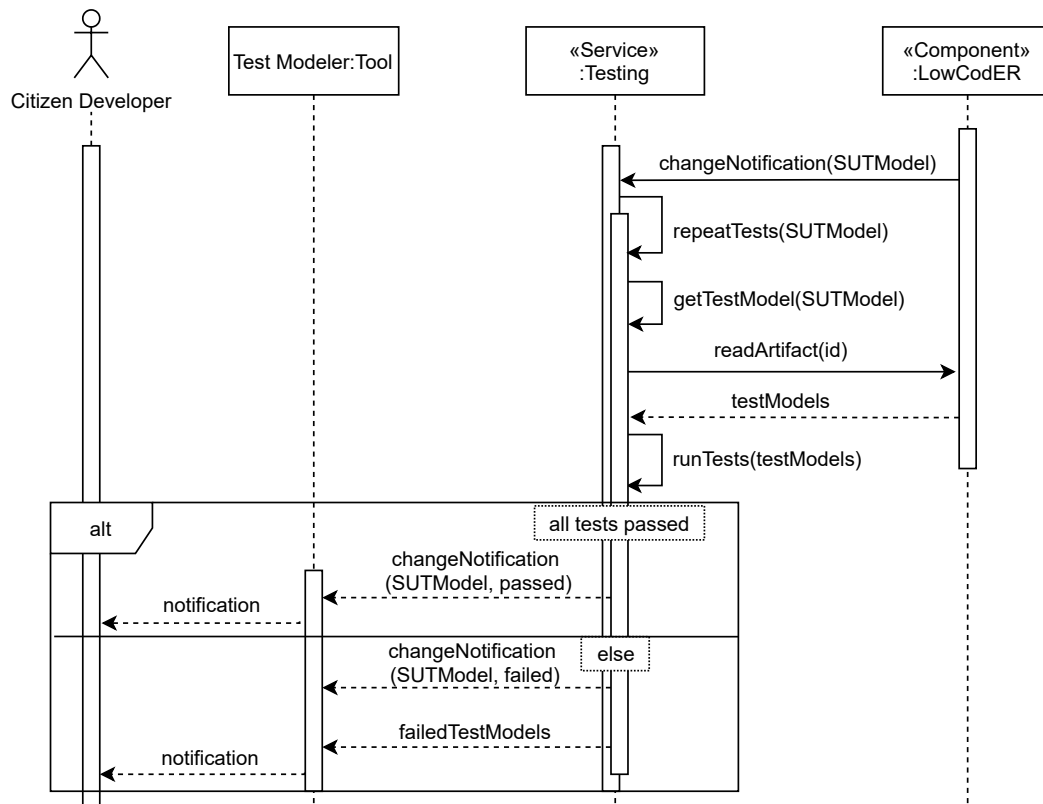 Citizen Developer
Test Modeler:Tool
«Service»
:Testing
«Component»
:LowCodER
changeNotification(SUTModel)
repeatTests(SUTModel)
getTestModel(SUTModel)
readArtifact(id)
testModels
runTests(testModels)
alt
all tests passed
changeNotification
(SUTModel, passed)
notification
else
changeNotification
(SUTModel, failed)
failedTestModels
notification